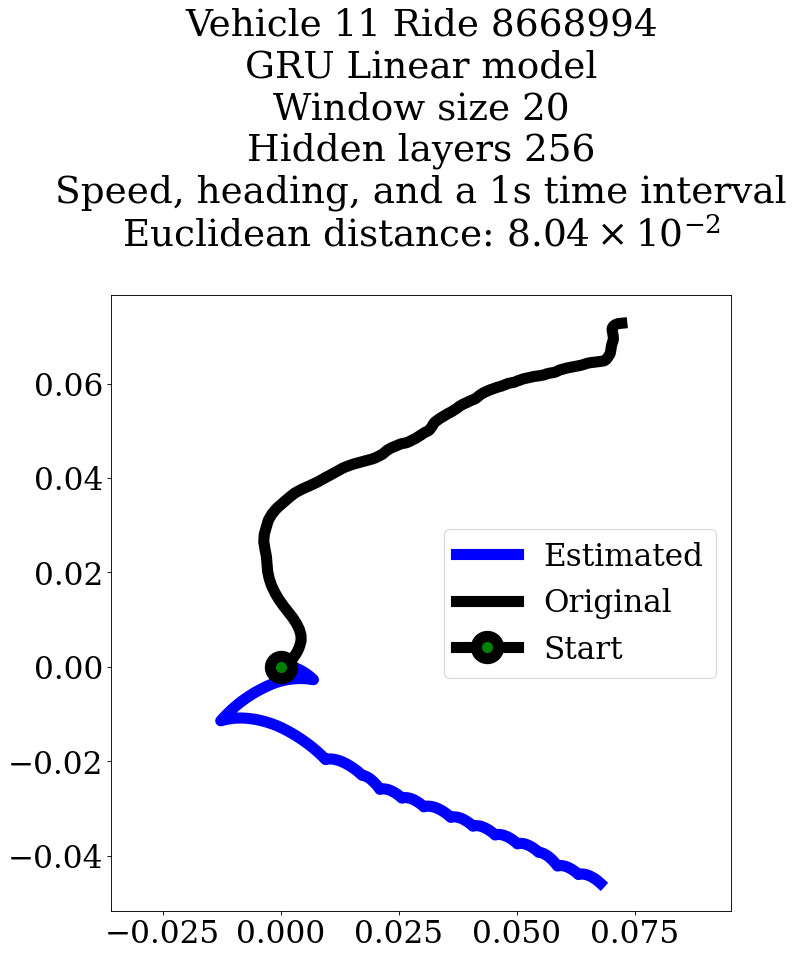 Vehicle 11 Ride 8668994
GRU Linear model
Window size 20
Hidden layers 256
Speed, heading, and a 1s time interval
Euclidean distance: 8.04 × 10⁻²
0.06
0.04
0.02
0.00
−0.02
−0.04
Estimated
Original
Start
−0.025 0.000 0.025 0.050 0.075